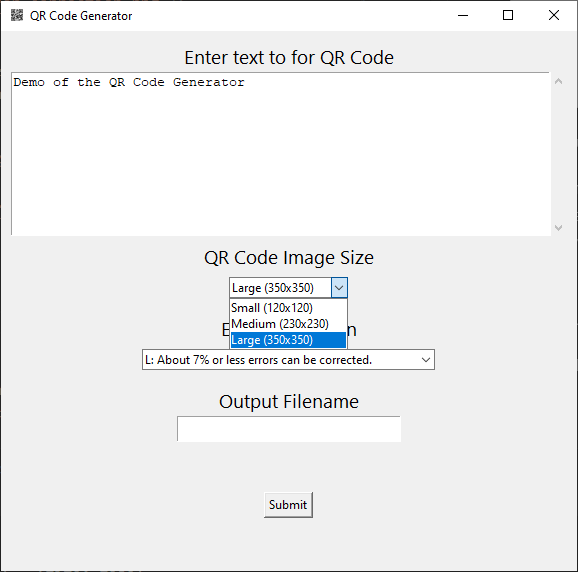 QR Code Generator
Enter text to for QR Code
Demo of the QR Code Generator
QR Code Image Size
Large (350x350)
Small (120x120)
Medium (230x230)
Large (350x350)
L: About 7% or less errors can be corrected.
Output Filename
Submit